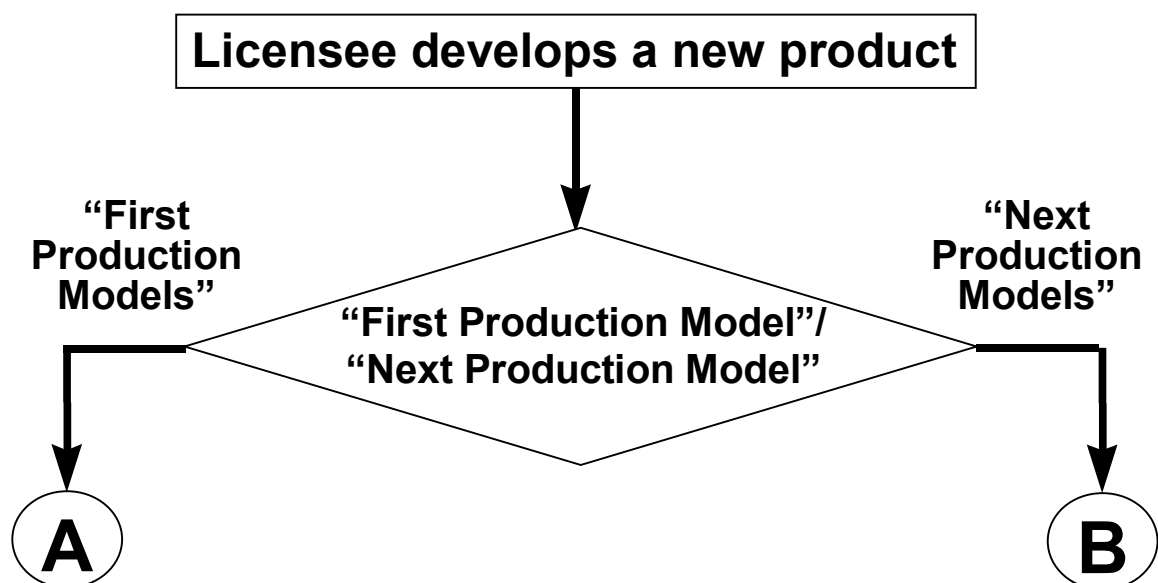 Licensee develops a new product
“First
Production
Models”
“Next
Production
Models”
“First Production Model”/
“Next Production Model”
A
B